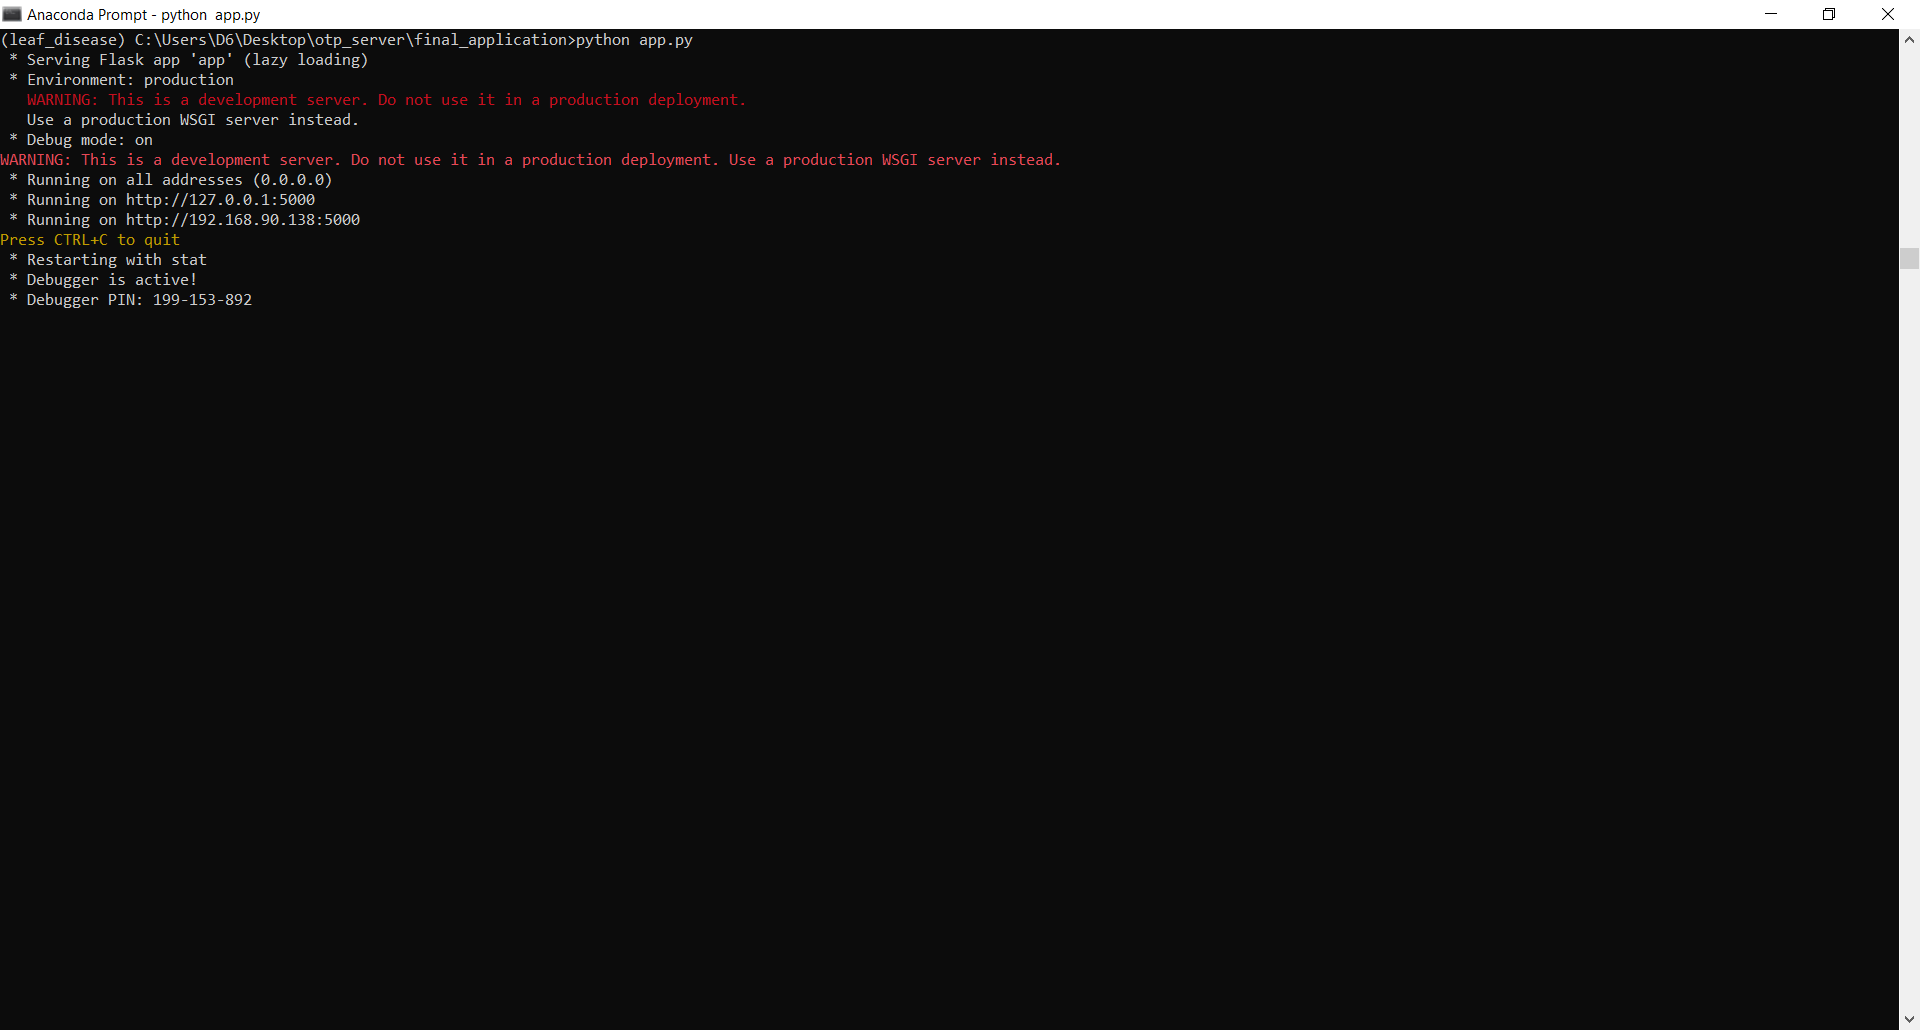 Anaconda Prompt - python  app.py
(leaf_disease) C:\Users\D6\Desktop\otp_server\final_application>python app.py
 * Serving Flask app 'app' (lazy loading)
 * Environment: production
   WARNING: This is a development server. Do not use it in a production deployment.
   Use a production WSGI server instead.
 * Debug mode: on
WARNING: This is a development server. Do not use it in a production deployment. Use a production WSGI server instead.
 * Running on all addresses (0.0.0.0)
 * Running on http://127.0.0.1:5000
 * Running on http://192.168.90.138:5000
Press CTRL+C to quit
 * Restarting with stat
 * Debugger is active!
 * Debugger PIN: 199-153-892